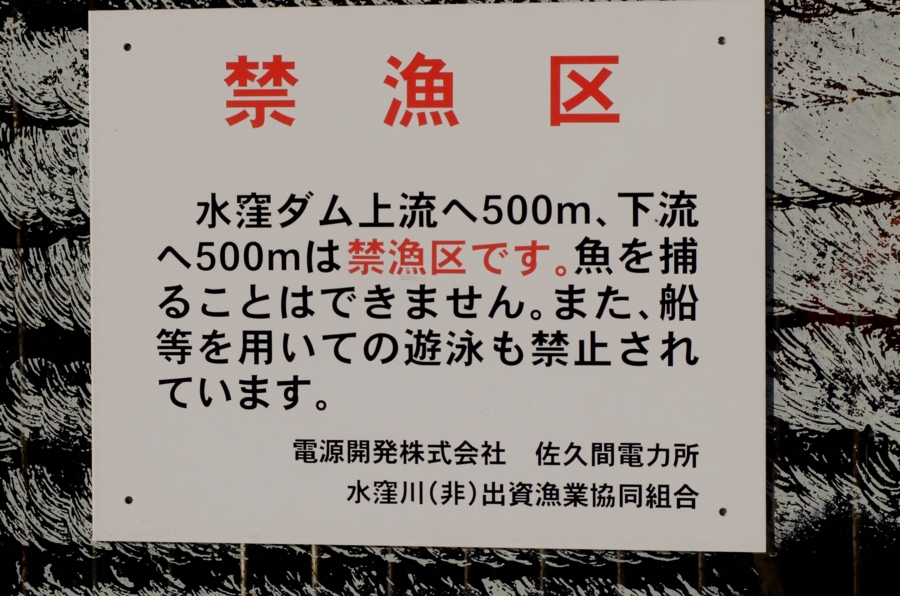 禁漁区
水窪ダム上流へ500m、下流
へ500mは禁漁区です。魚を捕
ることはできません。また、船
等を用いての遊泳も禁止され
ています。
電源開発株式会社　佐久間電力所
水窪川(非)出資漁業協同組合